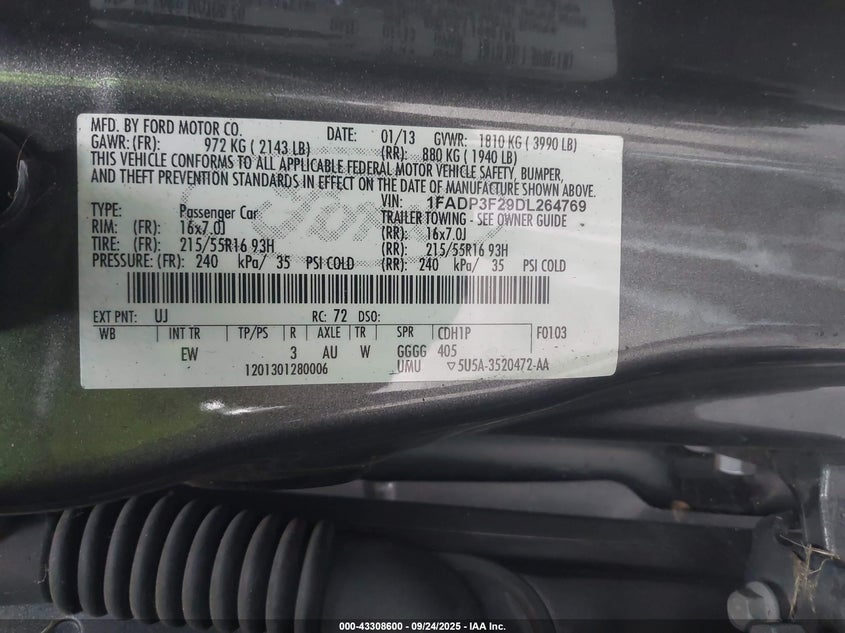 MFD. BY FORD MOTOR CO.
DATE: 01/13 GVWR: 1810 KG ( 3990 LB)
GAWR: (FR): 972 KG ( 2143 LB) (RR): 880 KG ( 1940 LB)
THIS VEHICLE CONFORMS TO ALL APPLICABLE FEDERAL MOTOR VEHICLE SAFETY, BUMPER,
AND THEFT PREVENTION STANDARDS IN EFFECT ON THE DATE OF MANUFACTURE SHOWN ABOVE.
VIN: 1FADP3F29DL264769
TYPE: Passenger Car TRAILER TOWING - SEE OWNER GUIDE
RIM: (FR): 16x7.0J (RR): 16x7.0J
TIRE: (FR): 215/55R16 93H (RR): 215/55R16 93H
PRESSURE: (FR): 240 kPa/ 35 PSI COLD (RR): 240 kPa/ 35 PSI COLD
EXT PNT: UJ RC: 72 DSO:
WB INT TR TP/PS R AXLE TR SPR CDH1P F0103
EW 3 AU W GGGG 405
1201301280006 UMU ▽5U5A-3520472-AA
000-43308600 - 09/24/2025 - IAA Inc.